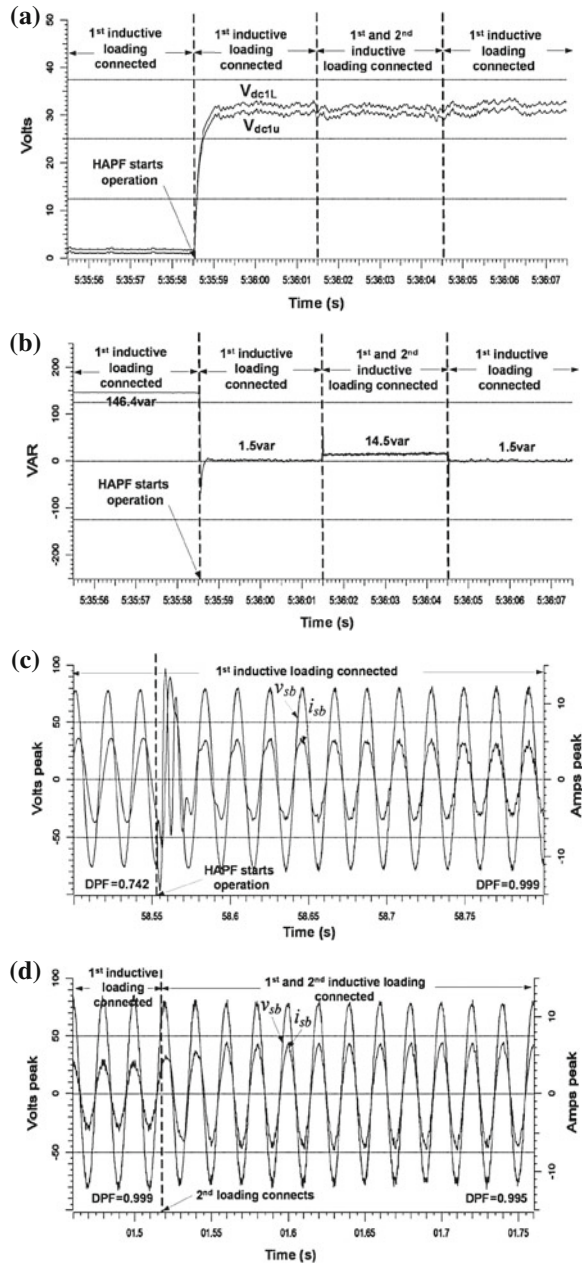 (a)
1st inductive loading connected
1st inductive loading connected
1st and 2nd inductive loading connected
1st inductive loading connected
Volts
50
40
30
20
10
0
Vdc1L
Vdc1u
HAPF starts operation
5:35:56 5:35:57 5:35:58 5:35:59 5:36:00 5:36:01 5:36:02 5:36:03 5:36:04 5:36:05 5:36:06 5:36:07
Time (s)
(b)
1st inductive loading connected
1st inductive loading connected
1st and 2nd inductive loading connected
1st inductive loading connected
VAR
200
100
0
-100
-200
146.4var
1.5var
14.5var
1.5var
HAPF starts operation
5:35:56 5:35:57 5:35:58 5:35:59 5:36:00 5:36:01 5:36:02 5:36:03 5:36:04 5:36:05 5:36:06 5:36:07
Time (s)
(c)
1st inductive loading connected
Volts peak
100
50
0
-50
Amps peak
10
0
-10
vsb
isb
DPF=0.742
HAPF starts operation
DPF=0.999
58.55 58.6 58.65 58.7 58.75
Time (s)
(d)
1st inductive loading connected
1st and 2nd inductive loading connected
Volts peak
100
50
0
-50
Amps peak
10
0
-10
vsb
isb
DPF=0.999
2nd loading connects
DPF=0.995
01.5 01.52 01.6 01.65 01.7 01.75
Time (s)